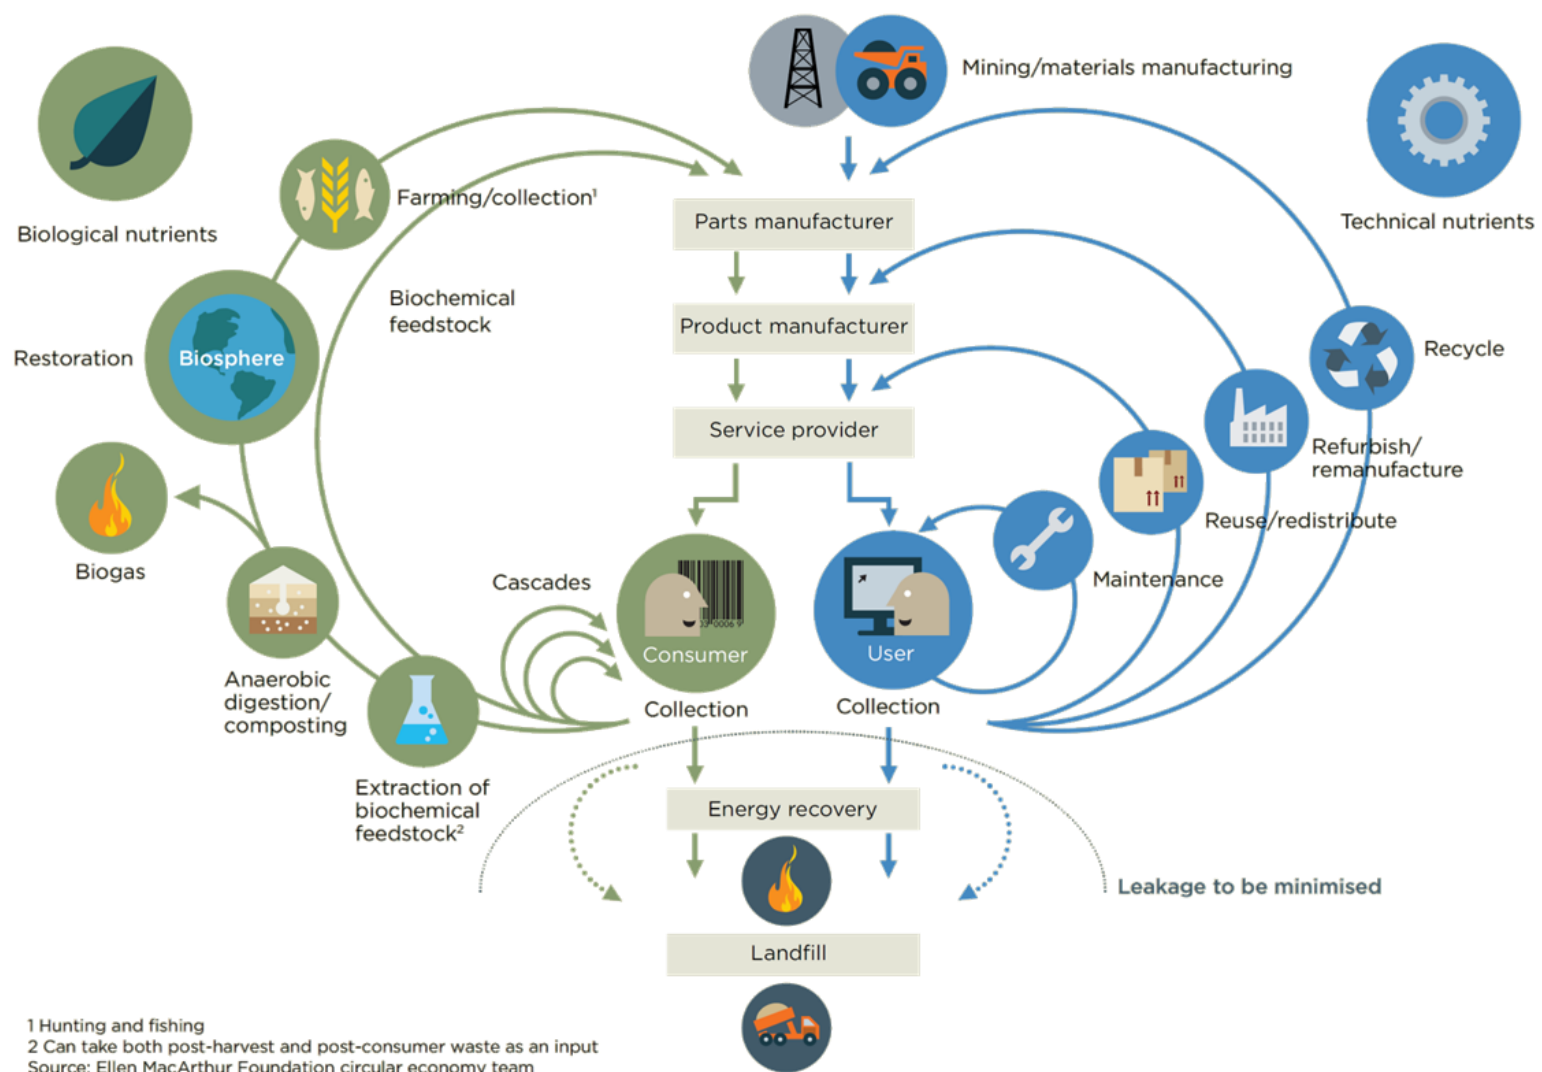 Mining/materials manufacturing
Biological nutrients
Technical nutrients
Farming/collection¹
Parts manufacturer
Biochemical
feedstock
Product manufacturer
Restoration
Biosphere
Recycle
Service provider
Refurbish/
remanufacture
Reuse/redistribute
Biogas
Cascades
Maintenance
03 0006 9
Consumer
User
Anaerobic
digestion/
composting
Collection
Collection
Extraction of
biochemical
feedstock²
Energy recovery
Leakage to be minimised
Landfill
1 Hunting and fishing
2 Can take both post-harvest and post-consumer waste as an input
Source: Ellen MacArthur Foundation circular economy team